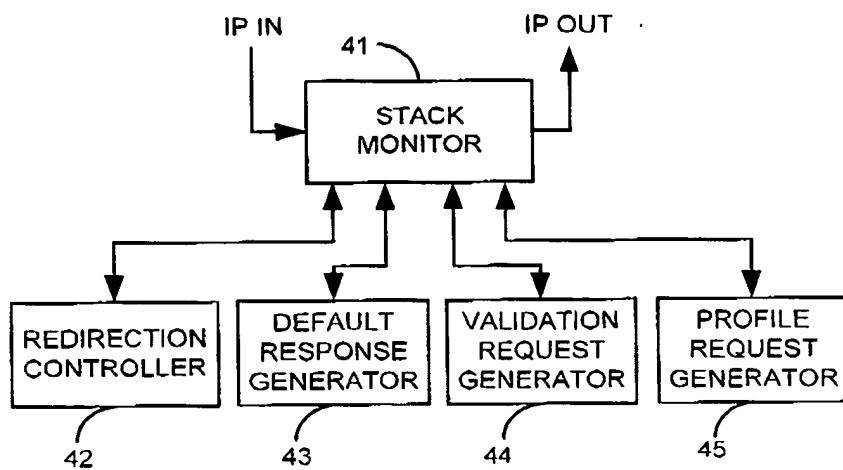 IP IN
IP OUT
41
STACK
MONITOR
REDIRECTION
CONTROLLER
DEFAULT
RESPONSE
GENERATOR
VALIDATION
REQUEST
GENERATOR
PROFILE
REQUEST
GENERATOR
42
43
44
45